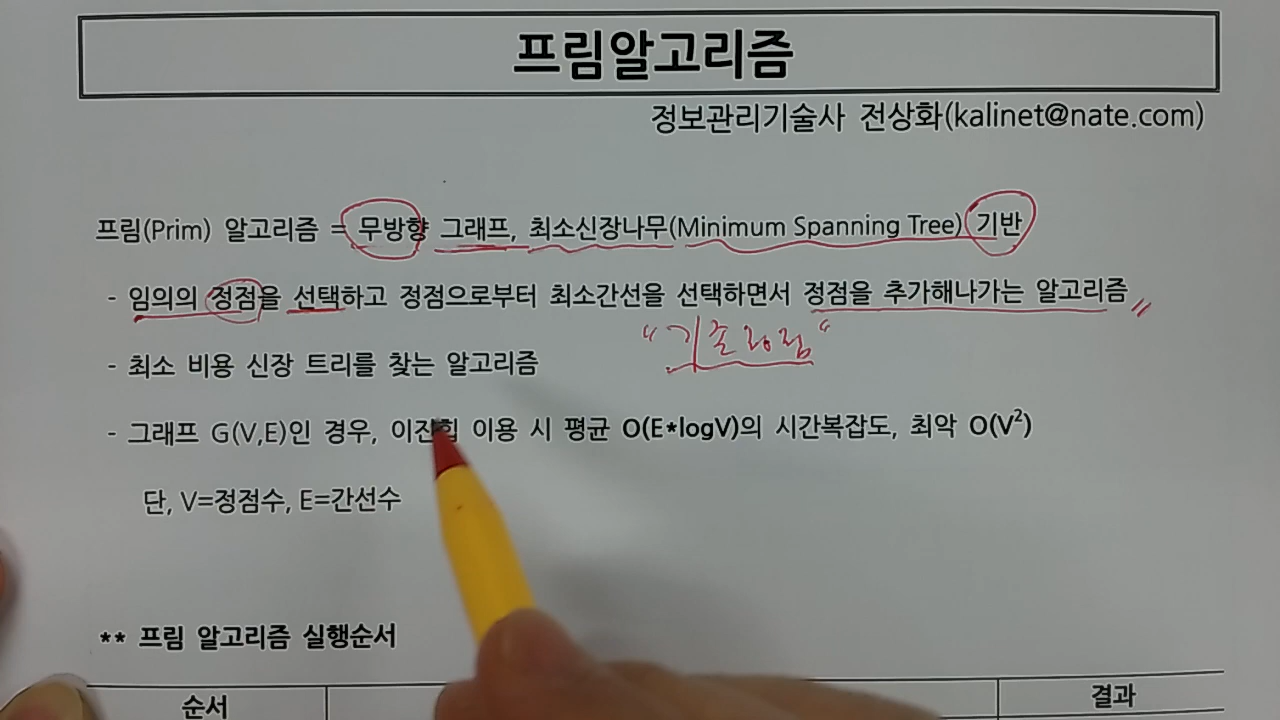 프림알고리즘
정보관리기술사 전상화(kalinet@nate.com)
프림(Prim) 알고리즘 = 무방향 그래프, 최소신장나무(Minimum Spanning Tree) 기반
- 임의의 정점을 선택하고 정점으로부터 최소간선을 선택하면서 정점을 추가해나가는 알고리즘
- 최소 비용 신장 트리를 찾는 알고리즘
- 그래프 G(V,E)인 경우, 이진힙 이용 시 평균 O(E*logV)의 시간복잡도, 최악 O(V²)
단, V=정점수, E=간선수
** 프림 알고리즘 실행순서
순서 결과